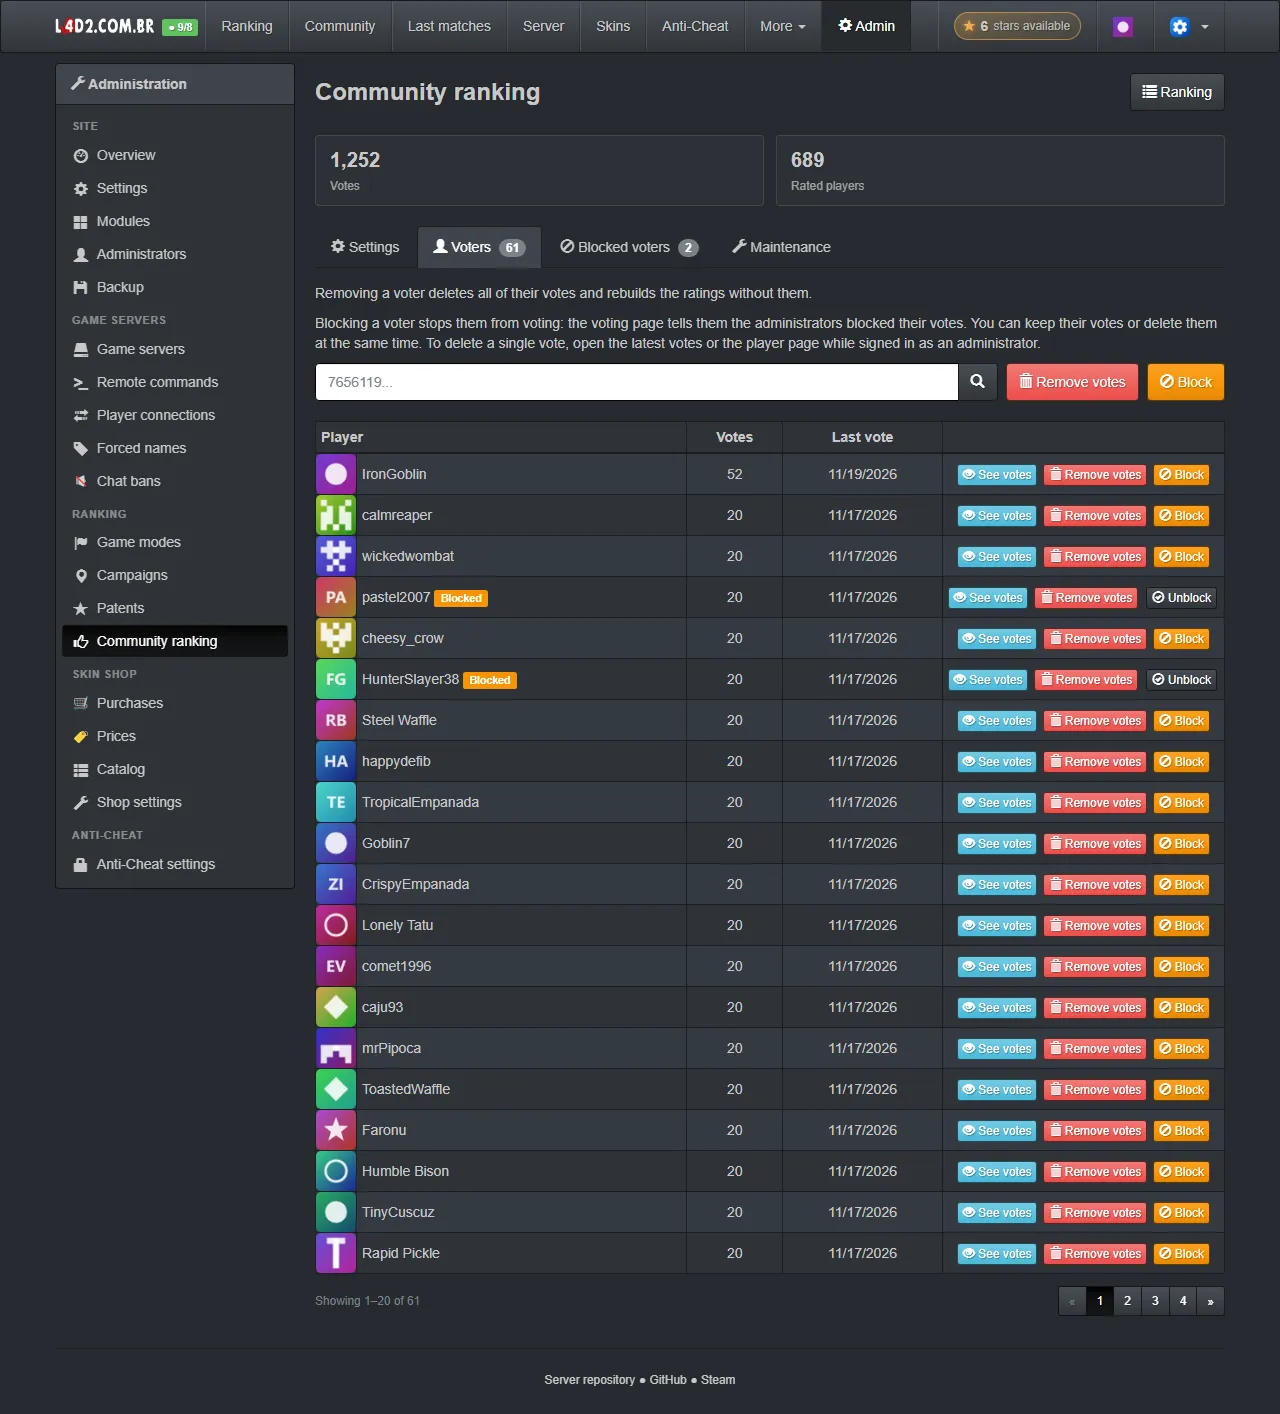 L4D2.COM.BR ● 9/8 Ranking Community Last matches Server Skins Anti-Cheat More Admin ★ 6 stars available
Administration
SITE
Overview
Settings
Modules
Administrators
Backup
GAME SERVERS
Game servers
Remote commands
Player connections
Forced names
Chat bans
RANKING
Game modes
Campaigns
Patents
Community ranking
SKIN SHOP
Purchases
Prices
Catalog
Shop settings
ANTI-CHEAT
Anti-Cheat settings
Community ranking
Ranking
1,252
Votes
689
Rated players
Settings Voters 61 Blocked voters 2 Maintenance
Removing a voter deletes all of their votes and rebuilds the ratings without them.
Blocking a voter stops them from voting: the voting page tells them the administrators blocked their votes. You can keep their votes or delete them
at the same time. To delete a single vote, open the latest votes or the player page while signed in as an administrator.
7656119... Remove votes Block
Player Votes Last vote
IronGoblin 52 11/19/2026 See votes Remove votes Block
calmreaper 20 11/17/2026 See votes Remove votes Block
wickedwombat 20 11/17/2026 See votes Remove votes Block
PA pastel2007 Blocked 20 11/17/2026 See votes Remove votes Unblock
cheesy_crow 20 11/17/2026 See votes Remove votes Block
FG HunterSlayer38 Blocked 20 11/17/2026 See votes Remove votes Unblock
RB Steel Waffle 20 11/17/2026 See votes Remove votes Block
HA happydefib 20 11/17/2026 See votes Remove votes Block
TE TropicalEmpanada 20 11/17/2026 See votes Remove votes Block
Goblin7 20 11/17/2026 See votes Remove votes Block
ZI CrispyEmpanada 20 11/17/2026 See votes Remove votes Block
Lonely Tatu 20 11/17/2026 See votes Remove votes Block
EV comet1996 20 11/17/2026 See votes Remove votes Block
caju93 20 11/17/2026 See votes Remove votes Block
mrPipoca 20 11/17/2026 See votes Remove votes Block
ToastedWaffle 20 11/17/2026 See votes Remove votes Block
Faronu 20 11/17/2026 See votes Remove votes Block
Humble Bison 20 11/17/2026 See votes Remove votes Block
TinyCuscuz 20 11/17/2026 See votes Remove votes Block
T Rapid Pickle 20 11/17/2026 See votes Remove votes Block
Showing 1–20 of 61 « 1 2 3 4 »
Server repository ● GitHub ● Steam